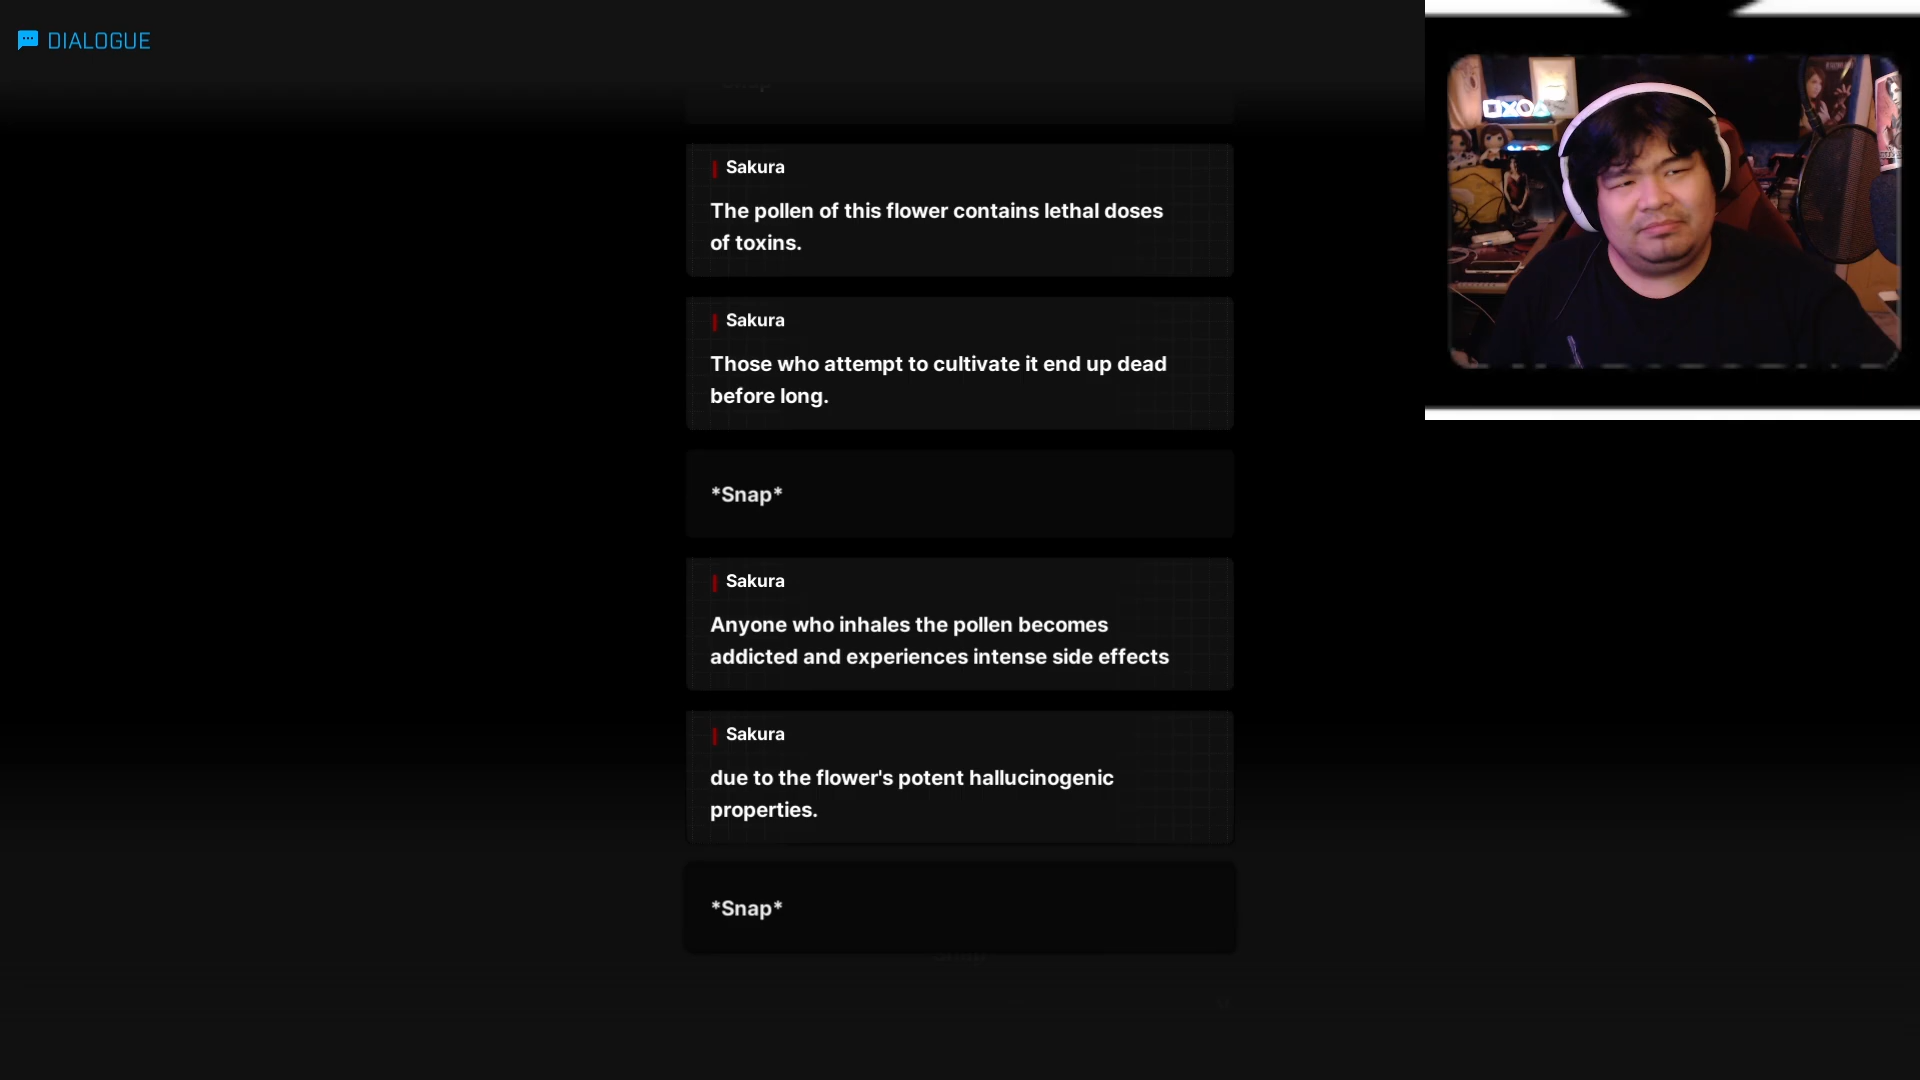 DIALOGUE
Sakura
The pollen of this flower contains lethal doses
of toxins.
Sakura
Those who attempt to cultivate it end up dead
before long.
*Snap*
Sakura
Anyone who inhales the pollen becomes
addicted and experiences intense side effects
Sakura
due to the flower's potent hallucinogenic
properties.
*Snap*